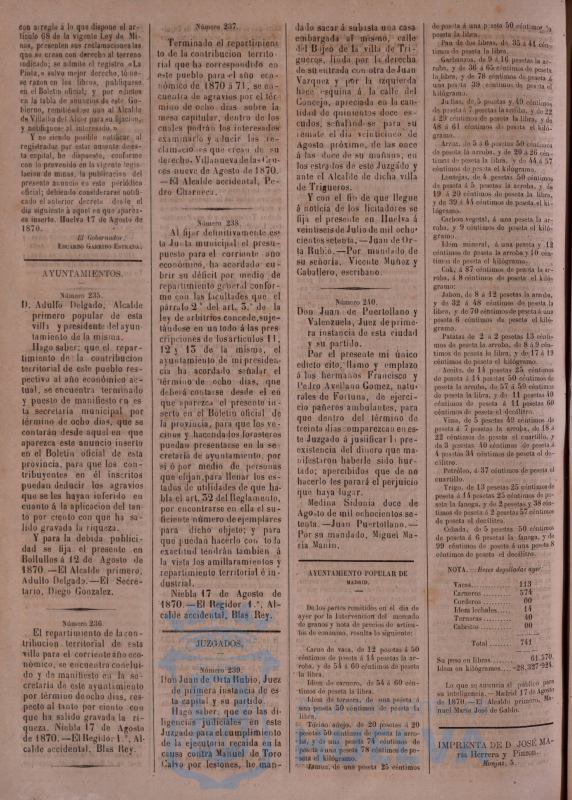 con arreglo á lo que dispone el artículo
68 de la vigente Ley de Minas,
presenten sus reclamaciones las
que se crean con derecho al terreno
indicado; se admite el registro «La
Pinta,» salvo mejor derecho, tómese
razon en los libros, publíquese
en el Boletin oficial, y por edictos
en la tabla de anuncios de este Gobierno,
remítase uno al Alcalde
de Villalba del Alcor para su fijacion,
y notifíquese al interesado.»
Y no siendo posible notificar al
registrador por estar ausente de esta
capital, he dispuesto, conforme
con lo prevenido en la vigente legislacion
de minas, la publicacion del
presente anuncio en este periódico
oficial; debiendo considerarse notificado
el anterior decreto desde el
dia siguiente á aquel en que aparezca
inserto. Huelva 17 de Agosto de
1870.
El Gobernador,
EDUARDO GARRIDO ESTRADA.
AYUNTAMIENTOS.
Número 235.
D. Adulfo Delgado, Alcalde
primero popular de esta
villa y presidente del ayuntamiento
de la misma.
Hago saber: que el repartimiento
de la contribucion
territorial de este pueblo respectivo
al año económico actual,
se encuentra terminado
y puesto de manifiesto en esta
secretaría municipal por
término de ocho dias, que se
contarán desde aquel en que
aparezca este anuncio inserto
en el Boletin oficial de esta
provincia, para que los contribuyentes
en él inscritos
puedan deducir los agravios
que se les hayan inferido en
cuanto á la aplicacion del tanto
por ciento con que ha salido
gravada la riqueza.
Y para la debida publicidad
se fija el presente en
Bollullos á 12 de Agosto de
1870.—El Alcalde primero,
Adulfo Delgado.—El Secretario,
Diego Gonzalez.
Número 236.
El repartimiento de la contribucion
territorial de esta
villa para el corriente año económico,
se encuentra concluido
y de manifiesto en la secretaría
de este ayuntamiento
por término de ocho dias, respecto
al tanto por ciento con
que ha salido gravada la riqueza.
Niebla 17 de Agosto
de 1870.—El Regidor 1.°, Alcalde
accidental, Blas Rey.
Número 237.
Terminado el repartimiento
de la contribucion territorial
que ha correspondido en
este pueblo para el año económico
de 1870 á 71, se encuentra
de agravios por el término
de ocho dias sobre la
mesa capitular, dentro de los
cuales podrán los interesados
examinarlo y aducir las reclamaciones
que crean de su
derecho. Villanueva de las Cruces
nueve de Agosto de 1870.
—El Alcalde accidental, Pedro
Charneca.
Número 238.
Al fijar definitivamente esta
Junta municipal el presupuesto
para el corriente año
económico, ha acordado cubrir
su déficit por medio de
repartimiento general conforme
con las facultades que el
párrafo 2.° del art. 5.° de la
ley de arbitrios concede, sujetándose
en un todo á las prescripciones
de los artículos 11,
12 y 13 de la misma, el
ayuntamiento de mi presidencia
ha acordado señalar el
término de ocho dias, que
deberá contarse desde el en
que aparezca el presente inserto
en el Boletin oficial de
la provincia, para que los vecinos
y hacendados forasteros
puedan presentarse en la secretaría
de ayuntamiento, por
sí ó por medio de personas
que elijan, para llenar los estados
de utilidades de que habla
el art. 32 del Reglamento,
por encontrarse en ella el suficiente
número de ejemplares
para dicho objeto; y para
que puedan hacerlo con toda
exactitud tendrán tambien á
la vista los amillaramientos y
repartimiento territorial é industrial.
Niebla 17 de Agosto de
1870.—El Regidor 1.°, Alcalde
accidental, Blas Rey.
JUZGADOS.
Número 239.
Don Juan de Orta Rubio, Juez
de primera instancia de esta
capital y su partido.
Hago saber: que en las diligencias
judiciales en este
Juzgado para el cumplimiento
de la ejecutoria recaida en la
causa contra Manuel de Toro
Calvo por lesiones, he mandado
sacar á subasta una casa
embargada al mismo, calle
del Bojeo de la villa de Trigueros,
linda por la derecha
de su entrada con otra de Juan
Vazquez y por la izquierda
hace esquina á la calle del
Concejo, apreciada en la cantidad
de quinientos doce escudos,
señalándose para su
remate el dia veinticinco de
Agosto próximo, de las once
á las doce de su mañana, en
los estrados de este Juzgado y
ante el Alcalde de dicha villa
de Trigueros.
Y con el fin de que llegue
á noticia de los licitadores se
fija el presente en Huelva á
veintiseis de Julio de mil ochocientos
setenta.—Juan de Orta
Rubio.—Por mandado de
su señoría, Vicente Muñoz y
Caballero, escribano.
Número 240.
Don Juan de Puertollano y
Valenzuela, Juez de primera
instancia de esta ciudad
y su partido.
Por el presente mi único
edicto cito, llamo y emplazo
á los hermanos Francisco y
Pedro Avellano Gomez, naturales
de Fortuna, de ejercicio
pañeros ambulantes, para
que dentro del término de
treinta dias comparezcan en este
Juzgado á justificar la preexistencia
del dinero que manifestaron
haberle sido hurtado;
apercibidos que de no
hacerlo les parará el perjuicio
que haya lugar.
Medina Sidonia doce de
Agosto de mil ochocientos setenta.
—Juan Puertollano.—
Por su mandado, Miguel Maria
Marin.
AYUNTAMIENTO POPULAR DE
MADRID.
De los partes remitidos en el dia de
ayer por la Intervencion del mercado
de granos y nota de precios de artículos
de consumo, resulta lo siguiente:
Carne de vaca, de 12 pesetas á 50
céntimos de peseta á 14 pesetas la arroba,
y de 54 á 60 céntimos de peseta
la libra.
Idem de carnero, de 54 á 60 céntimos
de peseta la libra.
Idem de ternera, de una peseta á
una peseta 50 céntimos de peseta la
libra.
Tocino añejo, de 20 pesetas á 20
pesetas 50 céntimos de peseta la arroba,
y de una peseta 74 céntimos de
peseta á una peseta 78 céntimos de peseta
el kilógramo.
Jamon, de una peseta 25 céntimos
de peseta á una peseta 50 céntimos de
peseta la libra.
Pan de dos libras, de 35 á 41 céntimos
de peseta.
Garbanzos, de 9 á 16 pesetas la arroba,
y de 36 á 65 céntimos de peseta
la libra, y de 78 céntimos de peseta á
una peseta 39 céntimos de peseta el
kilógramo.
Judías, de 5 pesetas y 49 céntimos
de peseta á 7 pesetas la arroba, y de 22
á 29 céntimos de peseta la libra, y de
48 á 61 céntimos de peseta el kilógramo.
Arroz, de 5 á 6 pesetas 50 céntimos
de peseta la arroba, de 20 á 26 céntimos
de peseta la libra, y de 44 á 57
céntimos de peseta el kilógramo.
Lentejas, de 4 pesetas 50 céntimos
de peseta á 5 pesetas la arroba, y de
19 á 20 céntimos de peseta la libra, y
de 39 á 44 céntimos de peseta el kilógramo.
Carbon vegetal, á una peseta la arroba,
y 9 céntimos de peseta el kilógramo.
Idem mineral, á una peseta y 12
céntimos de peseta la arroba y 10 céntimos
de peseta el kilógramo.
Cok, á 87 céntimos de peseta la arroba,
á 8 céntimos de peseta el kilógramo.
Jabon, de 8 á 12 pesetas la arroba,
y de 32 á 48 céntimos de peseta la
libra, y de 70 céntimos de peseta á una
peseta 6 céntimos de peseta el kilógramo.
Patatas de 2 á 2 pesetas 13 céntimos
de peseta la arroba, de 8 á 9 céntimos
de peseta la libra, y de 17 á 19
céntimos de peseta el kilógramo.
Aceite, de 14 pesetas 25 céntimos
de peseta á 14 pesetas 50 céntimos de
peseta la arroba, de 57 á 59 céntimos
de peseta la libra, y de 11 pesetas 40
céntimos de peseta á 11 pesetas 60 céntimos
de peseta el decálitro.
Vino, de 5 pesetas 40 céntimos de
peseta á 7 pesetas la arroba, de 18 á
22 céntimos de peseta el cuartillo, y
de 3 pesetas 40 céntimos de peseta á
4 pesetas 34 céntimos de peseta el decálitro.
Petróleo, á 37 céntimos de peseta el
cuartillo.
Trigo, de 13 pesetas 25 céntimos de
peseta á 14 pesetas 25 céntimos de peseta
la fanega, y de 2 pesetas y 38 céntimos
de peseta á 2 pesetas 57 céntimos
de peseta el decálitro.
Cebada, de 5 pesetas 50 céntimos
de peseta á 6 pesetas la fanega, y de
99 céntimos de peseta á una peseta 8
céntimos de peseta el decálitro.
NOTA.—Reses degolladas ayer.
Vacas 113
Carneros 574
Corderos 00
Idem lechales 14
Terneras 40
Cabritos 00
Total 741
Su peso en libras 61.570.
Idem en kilógramos 28.327'224.
Lo que se anuncia al público para
su inteligencia.—Madrid 17 de Agosto
de 1870.—El Alcalde primero, Manuel
María José de Galdo.
IMPRENTA DE D. JOSÉ MARía
Herrera y Pinzon.
Monjas, 5.